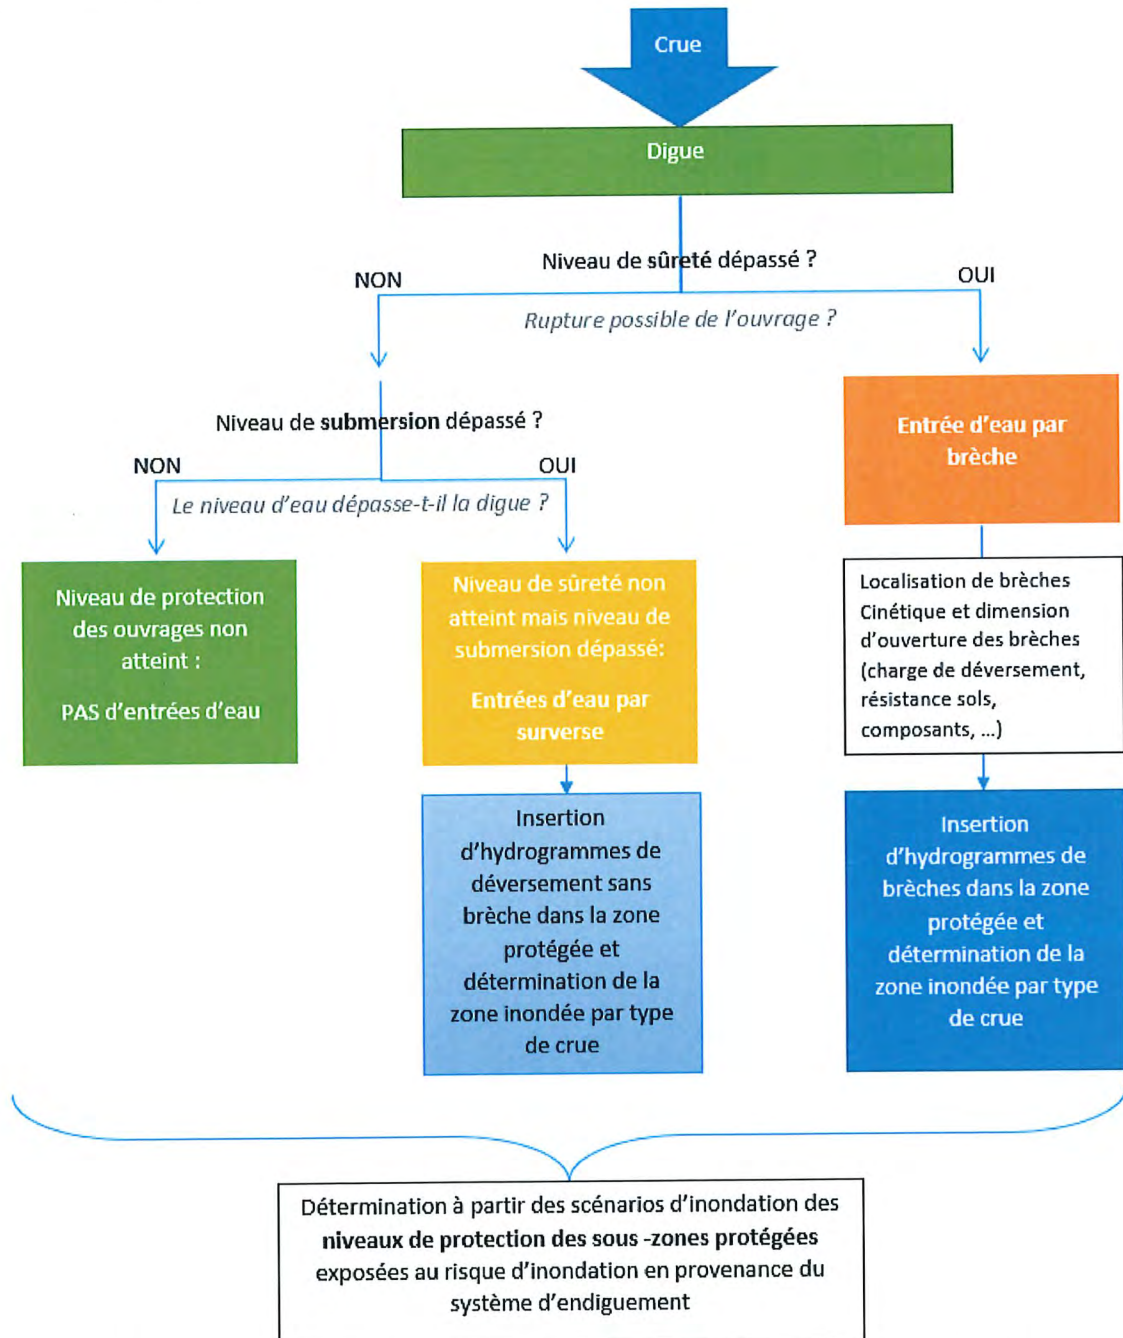 Crue
Digue
Niveau de sûreté dépassé ?
NON
OUI
Rupture possible de l'ouvrage ?
Niveau de submersion dépassé ?
NON
OUI
Le niveau d'eau dépasse-t-il la digue ?
Entrée d'eau par
brèche
Niveau de protection
des ouvrages non
atteint :
PAS d'entrées d'eau
Niveau de sûreté non
atteint mais niveau de
submersion dépassé:
Entrées d'eau par
surverse
Localisation de brèches
Cinétique et dimension
d'ouverture des brèches
(charge de déversement,
résistance sols,
composants, ...)
Insertion
d'hydrogrammes de
déversement sans
brèche dans la zone
protégée et
détermination de la
zone inondée par type
de crue
Insertion
d'hydrogrammes de
brèches dans la zone
protégée et
détermination de la
zone inondée par type
de crue
Détermination à partir des scénarios d'inondation des
niveaux de protection des sous -zones protégées
exposées au risque d'inondation en provenance du
système d'endiguement